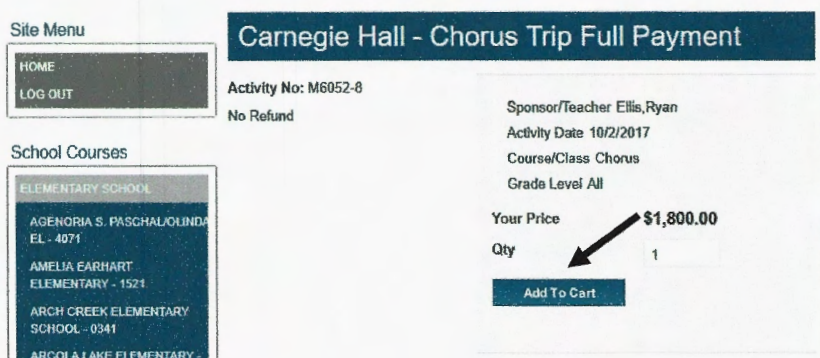 Site Menu
HOME
LOG OUT
School Courses
ELEMENTARY SCHOOL
AGENORIA S. PASCHAL/OLINDA
EL - 4071
AMELIA EARHART
ELEMENTARY - 1521
ARCH CREEK ELEMENTARY
SCHOOL - 0341
ARCOLA LAKE ELEMENTARY -
Carnegie Hall - Chorus Trip Full Payment
Activity No: M6052-8
No Refund
Sponsor/Teacher Ellis,Ryan
Activity Date 10/2/2017
Course/Class Chorus
Grade Level All
Your Price $1,800.00
Qty 1
Add To Cart